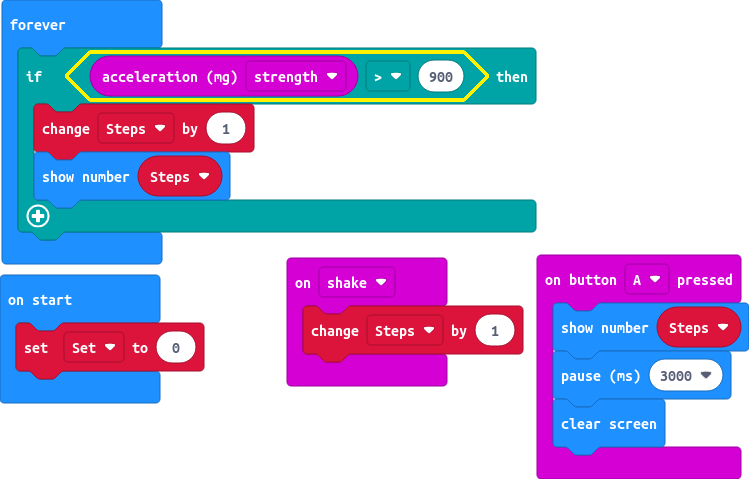 forever
if acceleration (mg) strength > 900 then
change Steps by 1
show number Steps
on start
set Set to 0
on shake
change Steps by 1
on button A pressed
show number Steps
pause (ms) 3000
clear screen